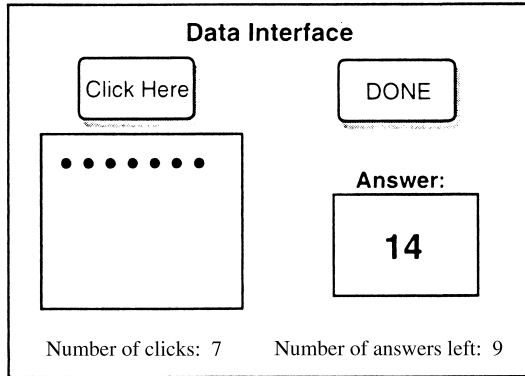 Data Interface
Click Here
DONE
Answer:
14
Number of clicks: 7
Number of answers left: 9